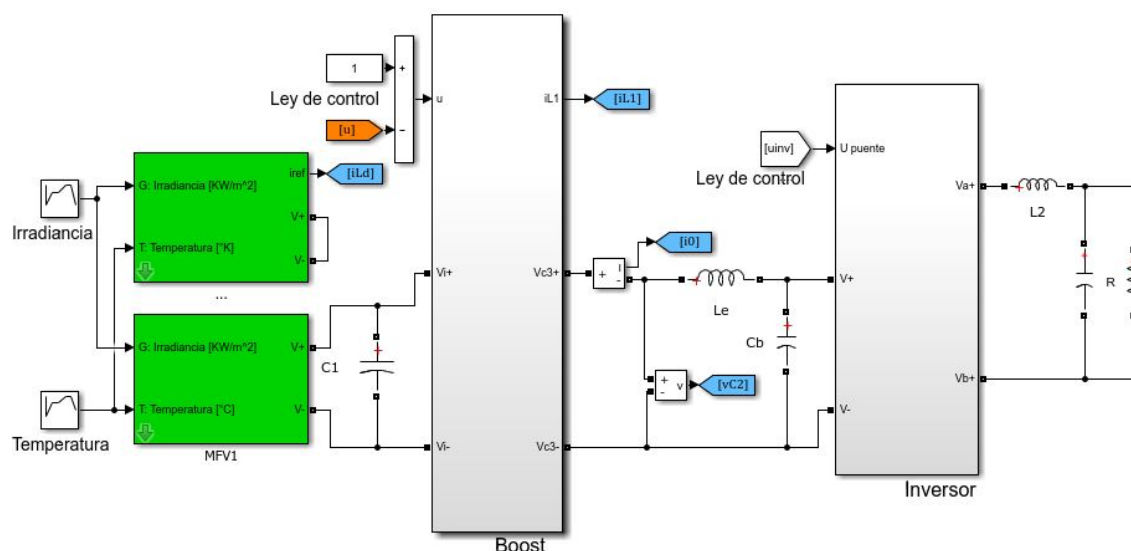 1
+
Ley de control
[u]
−
u
iL1
[iL1]
iref
[iLd]
G: Irradiancia [KW/m^2]
V+
T: Temperatura [°K]
V-
Irradiancia
...
G: Irradiancia [KW/m^2]
V+
T: Temperatura [°C]
V-
Temperatura
MFV1
C1
Vi+
Vi-
Vc3+
Vc3-
Boost
+
I
-
[i0]
Le
Cb
+
-
v
[vC2]
[uinv]
U puente
Ley de control
V+
V-
Va+
Vb+
Inversor
L2
R